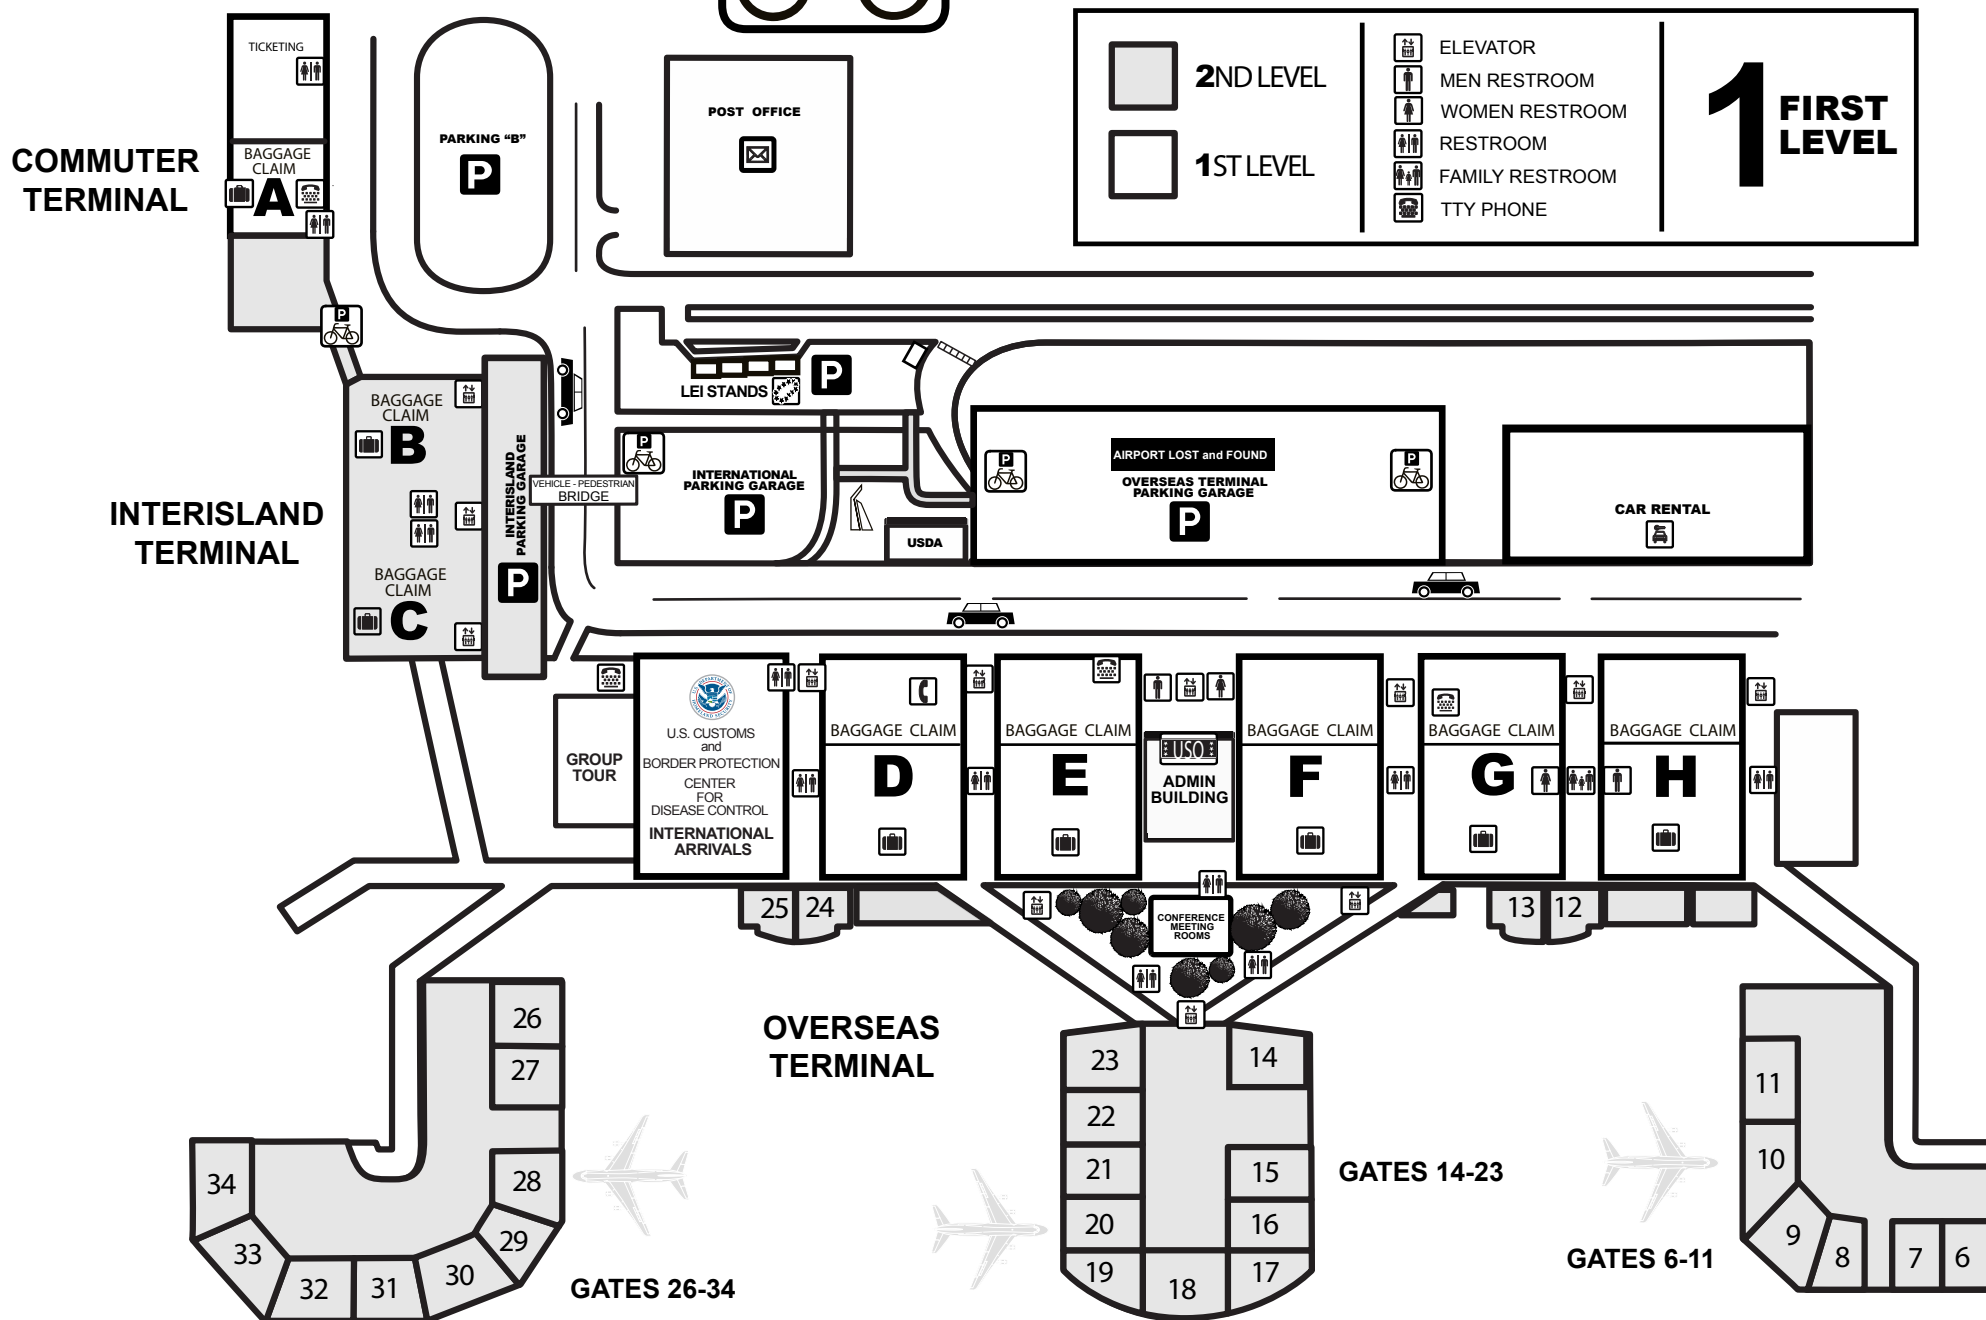 TICKETING
BAGGAGE
CLAIM
A
COMMUTER
TERMINAL
PARKING “B”
P
POST OFFICE
2ND LEVEL
1ST LEVEL
ELEVATOR
MEN RESTROOM
WOMEN RESTROOM
RESTROOM
FAMILY RESTROOM
TTY PHONE
1 FIRST
LEVEL
P
BAGGAGE
CLAIM
B
INTERISLAND
TERMINAL
BAGGAGE
CLAIM
C
INTERISLAND
PARKING GARAGE
P
VEHICLE - PEDESTRIAN
BRIDGE
LEI STANDS
P
P
INTERNATIONAL
PARKING GARAGE
P
USDA
P
AIRPORT LOST and FOUND
OVERSEAS TERMINAL
PARKING GARAGE
P
P
CAR RENTAL
GROUP
TOUR
U.S. CUSTOMS
and
BORDER PROTECTION
CENTER
FOR
DISEASE CONTROL
INTERNATIONAL
ARRIVALS
BAGGAGE CLAIM
D
BAGGAGE CLAIM
E
USO
ADMIN
BUILDING
BAGGAGE CLAIM
F
BAGGAGE CLAIM
G
BAGGAGE CLAIM
H
25
24
CONFERENCE
MEETING
ROOMS
13
12
OVERSEAS
TERMINAL
26
27
28
29
30
31
32
33
34
GATES 26-34
23
22
21
20
19
18
17
16
15
14
GATES 14-23
11
10
9
8
7
6
GATES 6-11